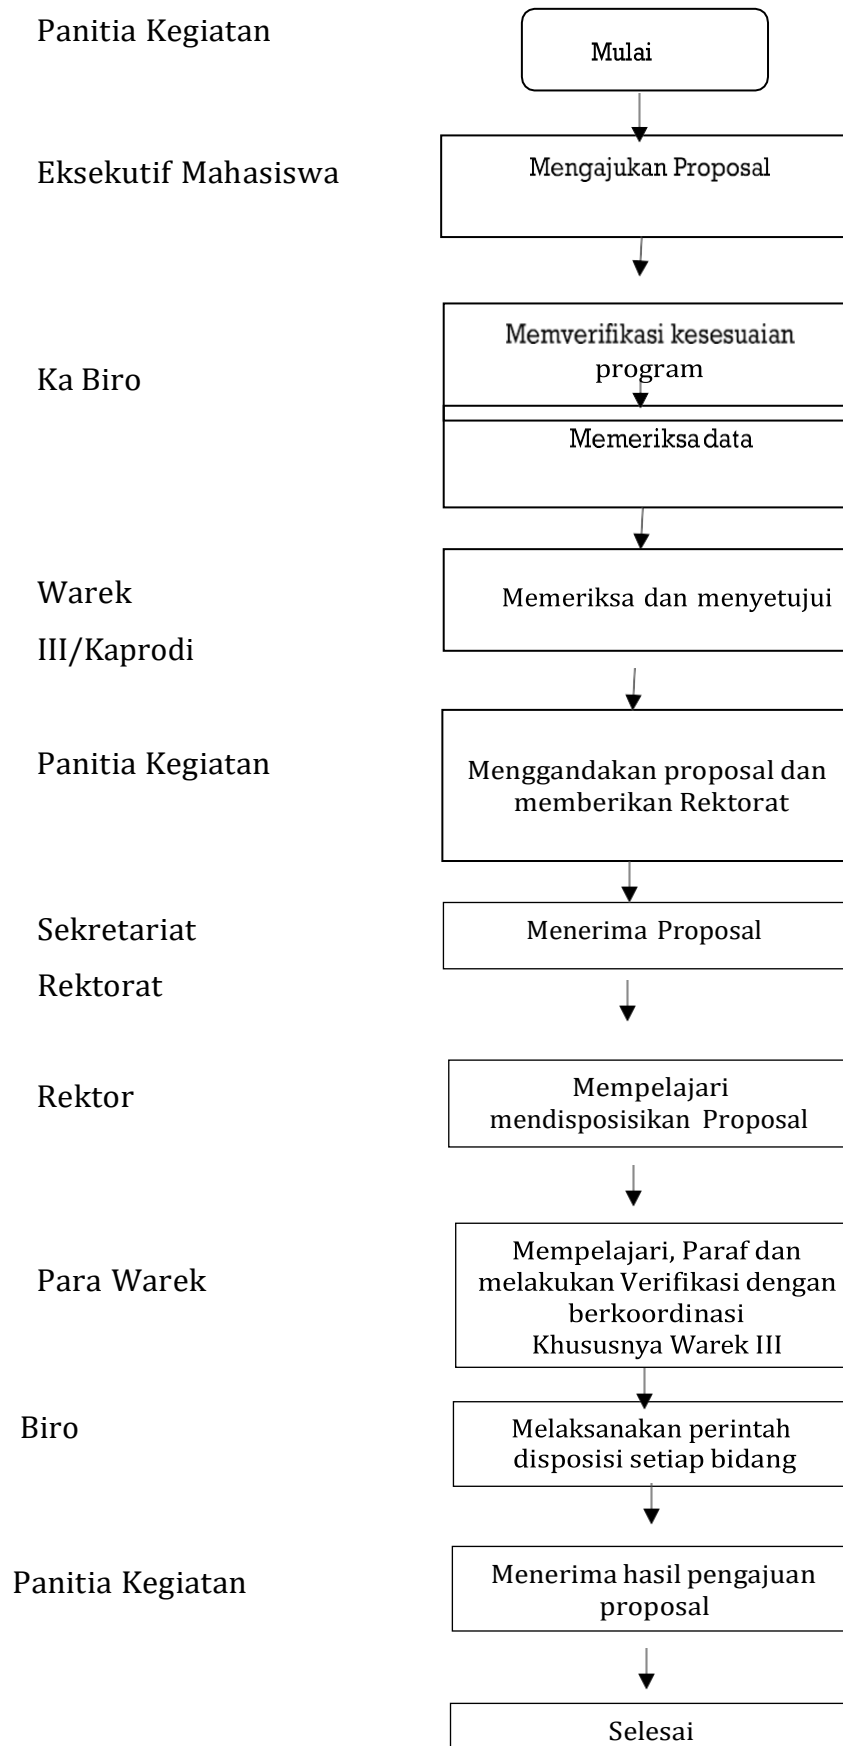 Panitia Kegiatan
Mulai
Eksekutif Mahasiswa
Mengajukan Proposal
Memverifikasi kesesuaian
program
Ka Biro
Memeriksa data
Warek
III/Kaprodi
Memeriksa dan menyetujui
Panitia Kegiatan
Menggandakan proposal dan
memberikan Rektorat
Sekretariat
Rektorat
Menerima Proposal
Rektor
Mempelajari
mendisposisikan Proposal
Para Warek
Mempelajari, Paraf dan
melakukan Verifikasi dengan
berkoordinasi
Khususnya Warek III
Biro
Melaksanakan perintah
disposisi setiap bidang
Panitia Kegiatan
Menerima hasil pengajuan
proposal
Selesai